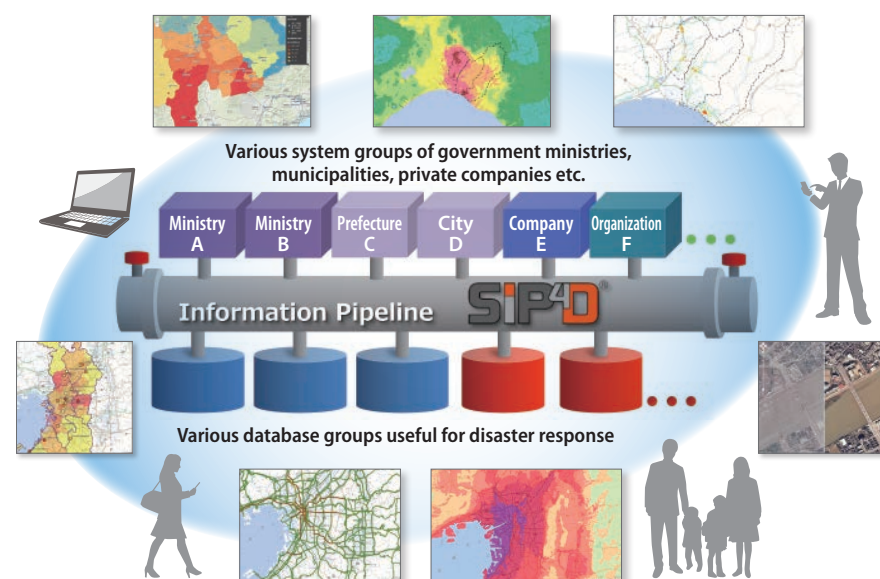 Various system groups of government ministries,
municipalities, private companies etc.
Ministry
A
Ministry
B
Prefecture
C
City
D
Company
E
Organization
F
Information Pipeline
SiP4D®
Various database groups useful for disaster response